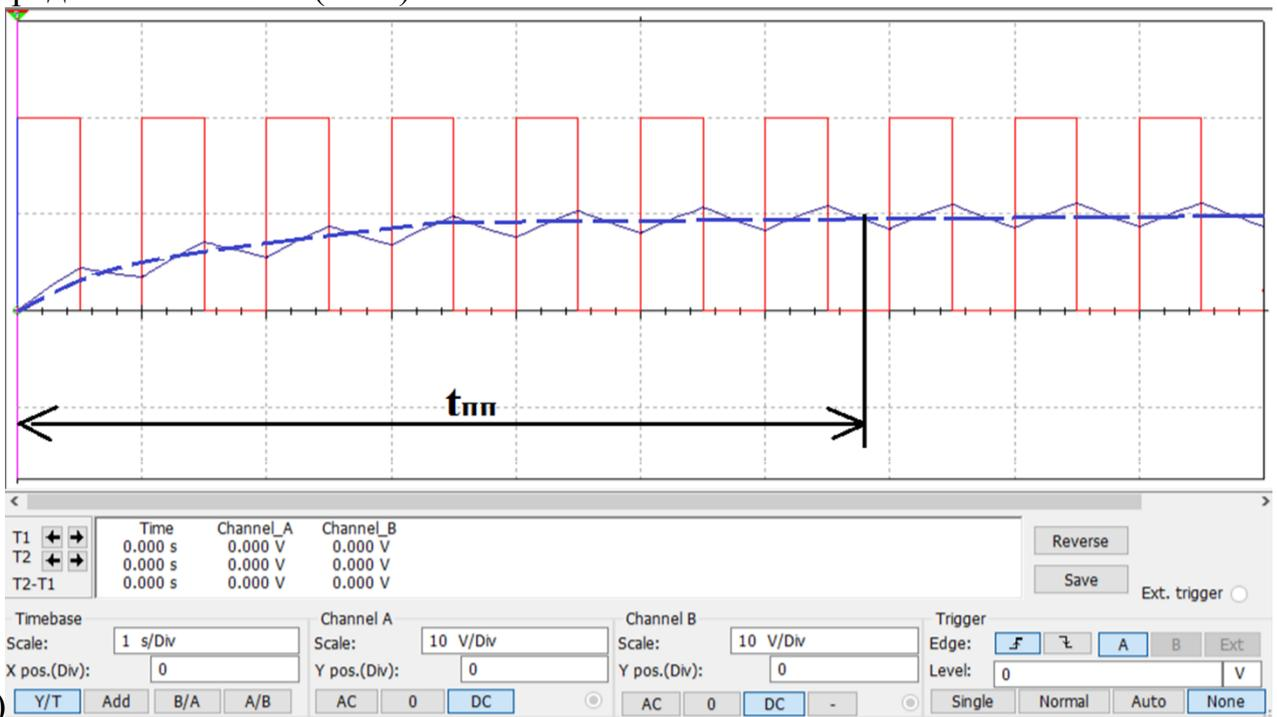 tпп
T1
T2
T2-T1
Time Channel_A Channel_B
0.000 s 0.000 V 0.000 V
0.000 s 0.000 V 0.000 V
0.000 s 0.000 V 0.000 V
Reverse
Save
Ext. trigger
Timebase
Scale: 1 s/Div
X pos.(Div): 0
Y/T Add B/A A/B
Channel A
Scale: 10 V/Div
Y pos.(Div): 0
AC 0 DC
Channel B
Scale: 10 V/Div
Y pos.(Div): 0
AC 0 DC -
Trigger
Edge: A B Ext
Level: 0 V
Single Normal Auto None